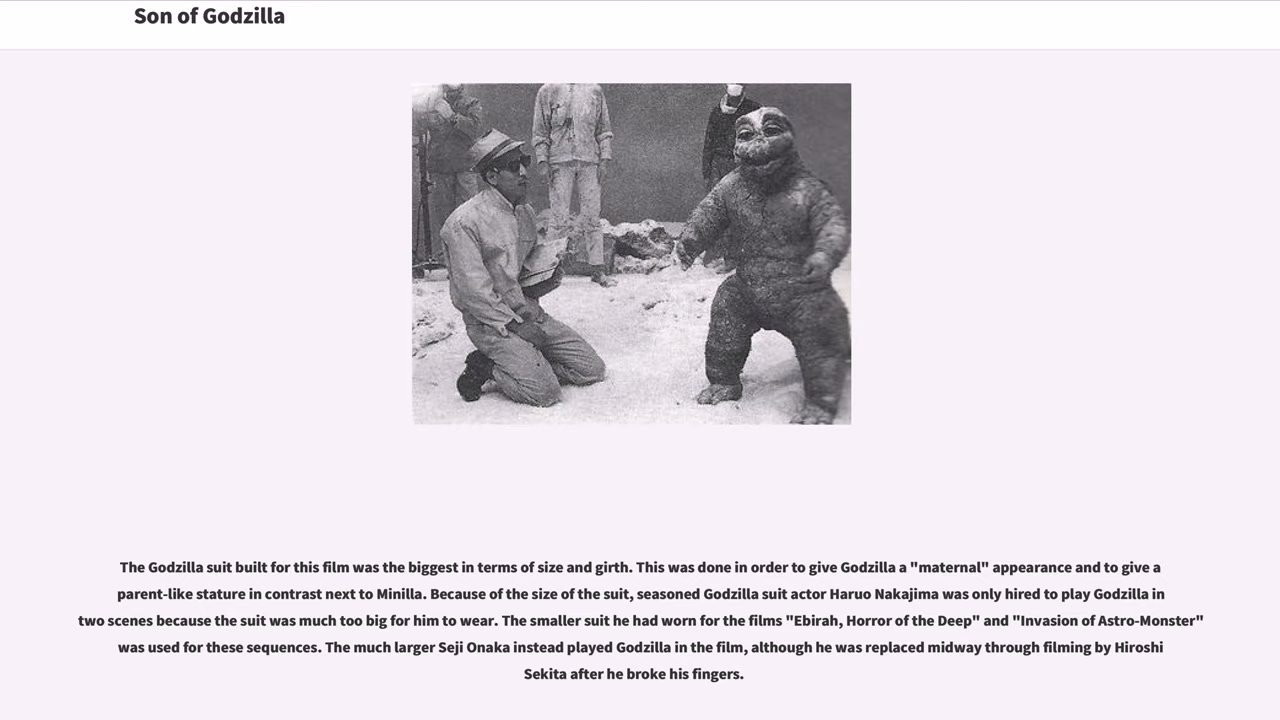 Son of Godzilla
The Godzilla suit built for this film was the biggest in terms of size and girth. This was done in order to give Godzilla a "maternal" appearance and to give a
parent-like stature in contrast next to Minilla. Because of the size of the suit, seasoned Godzilla suit actor Haruo Nakajima was only hired to play Godzilla in
two scenes because the suit was much too big for him to wear. The smaller suit he had worn for the films "Ebirah, Horror of the Deep" and "Invasion of Astro-Monster"
was used for these sequences. The much larger Seji Onaka instead played Godzilla in the film, although he was replaced midway through filming by Hiroshi
Sekita after he broke his fingers.